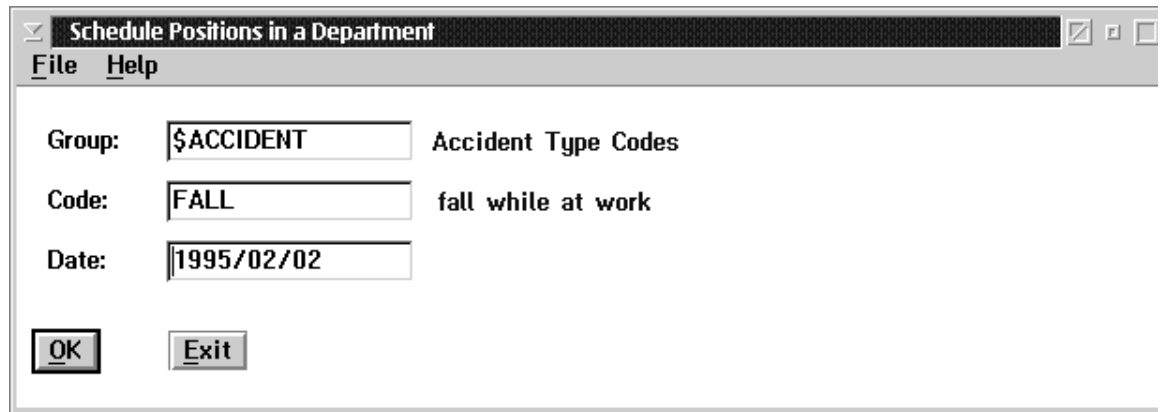 Schedule Positions in a Department
File Help
Group: $ACCIDENT Accident Type Codes
Code: FALL fall while at work
Date: 1995/02/02
OK Exit